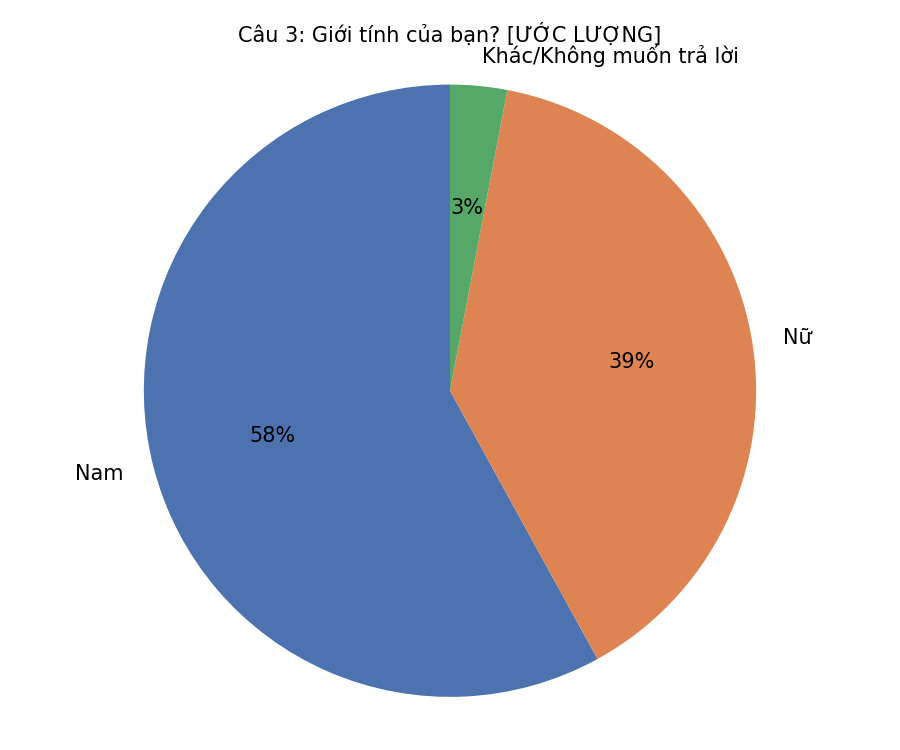 Câu 3: Giới tính của bạn? [ƯỚC LƯỢNG]
Khác/Không muốn trả lời
3%
Nữ
39%
58%
Nam